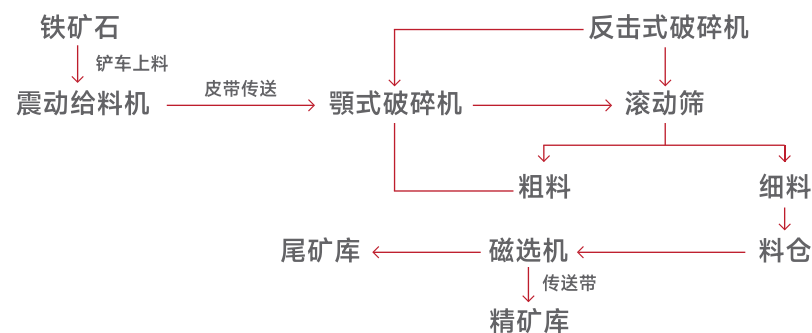 铁矿石
反击式破碎机
铲车上料
皮带传送
震动给料机
颚式破碎机
滚动筛
粗料
细料
尾矿库
磁选机
料仓
传送带
精矿库